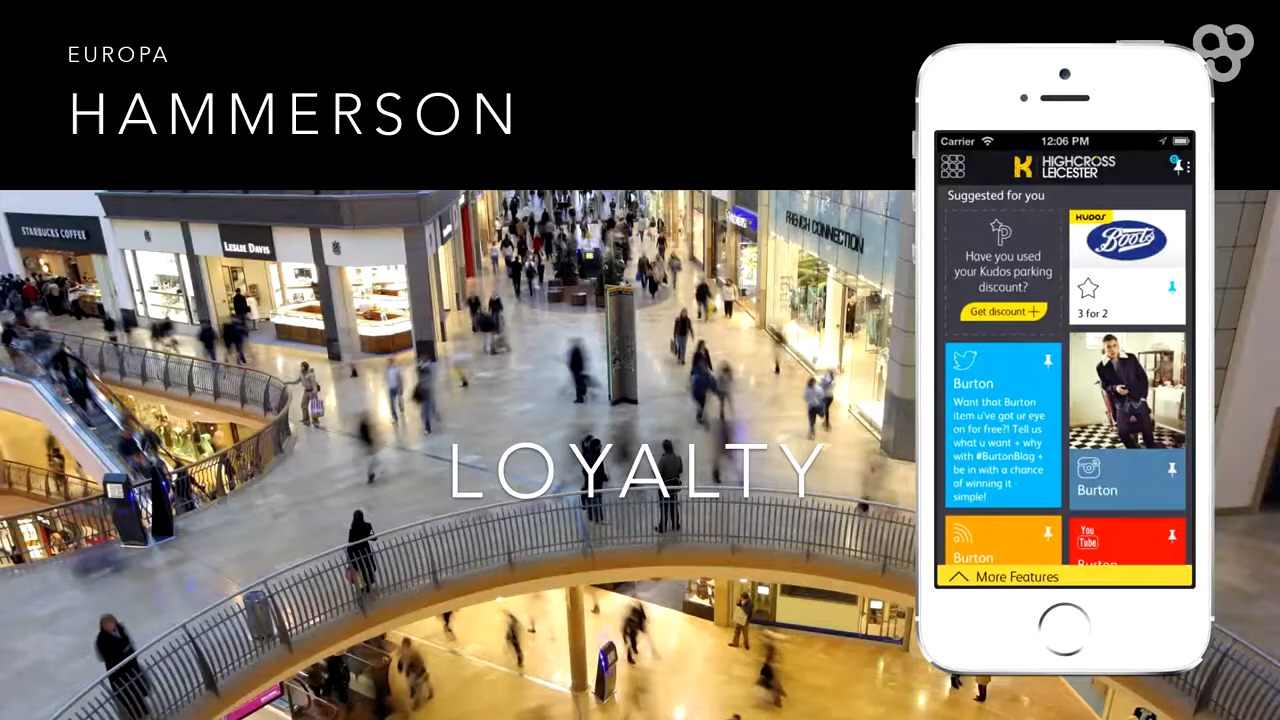 EUROPA
HAMMERSON
LOYALTY
STARBUCKS COFFEE
LESLIE DAVIS
FRENCH CONNECTION
Carrier
12:06 PM
K HIGHCROSS
LEICESTER
Suggested for you
Have you used
your Kudos parking
discount?
Get discount +
KUDOS
Boots
3 for 2
Burton
Want that Burton
item u've got ur eye
on for free?! Tell us
what u want + why
with #BurtonBlag +
be in with a chance
of winning it -
simple!
Burton
Burton
You
Tube
Burton
More Features